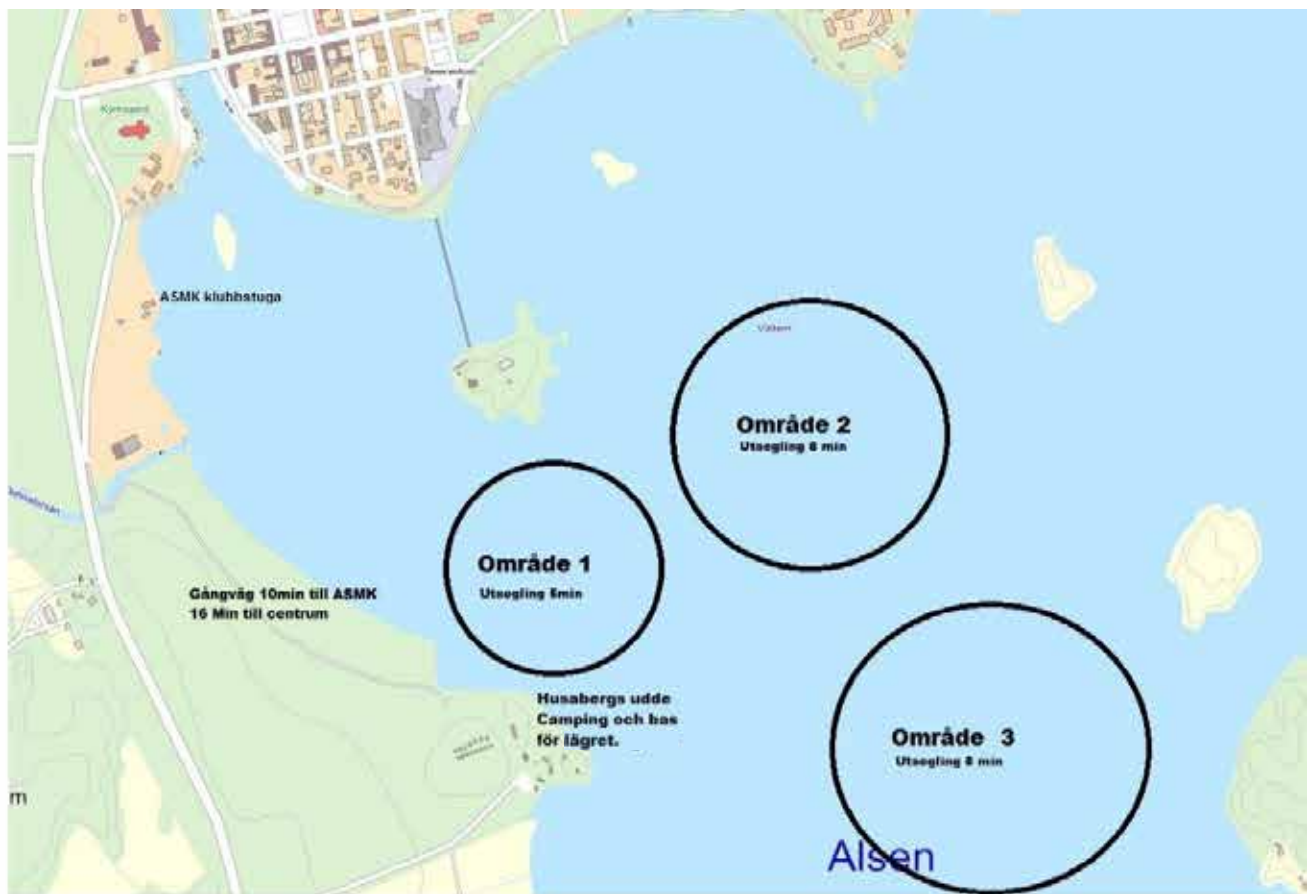 ASMK klubbstuga
Område 2
Utsegling 8 min
Område 1
Utsegling 5min
Gångväg 10min till ASMK
16 Min till centrum
Husabergs udde
Camping och bas
för lägret.
Område 3
Utsegling 8 min
Alsen
m